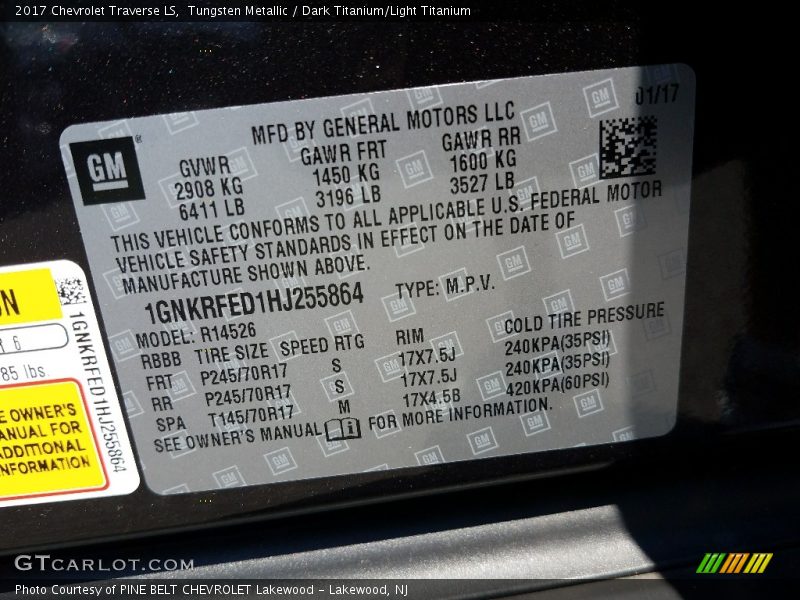 2017 Chevrolet Traverse LS,  Tungsten Metallic / Dark Titanium/Light Titanium
01/17
MFD BY GENERAL MOTORS LLC
GM
GVWR GAWR FRT GAWR RR
2908 KG 1450 KG 1600 KG
6411 LB 3196 LB 3527 LB
THIS VEHICLE CONFORMS TO ALL APPLICABLE U.S. FEDERAL MOTOR
VEHICLE SAFETY STANDARDS IN EFFECT ON THE DATE OF
MANUFACTURE SHOWN ABOVE.
1GNKRFED1HJ255864 TYPE: M.P.V.
MODEL: R14526
RBBB TIRE SIZE SPEED RTG RIM COLD TIRE PRESSURE
FRT P245/70R17 S 17X7.5J 240KPA(35PSI)
RR P245/70R17 S 17X7.5J 240KPA(35PSI)
SPA T145/70R17 M 17X4.5B 420KPA(60PSI)
SEE OWNER'S MANUAL FOR MORE INFORMATION.
R 6
85 lbs
E OWNER'S
ANUAL FOR
ADDITIONAL
NFORMATION
1GNKRFED1HJ255864
GTCARLOT.COM
Photo Courtesy of PINE BELT CHEVROLET Lakewood - Lakewood, NJ